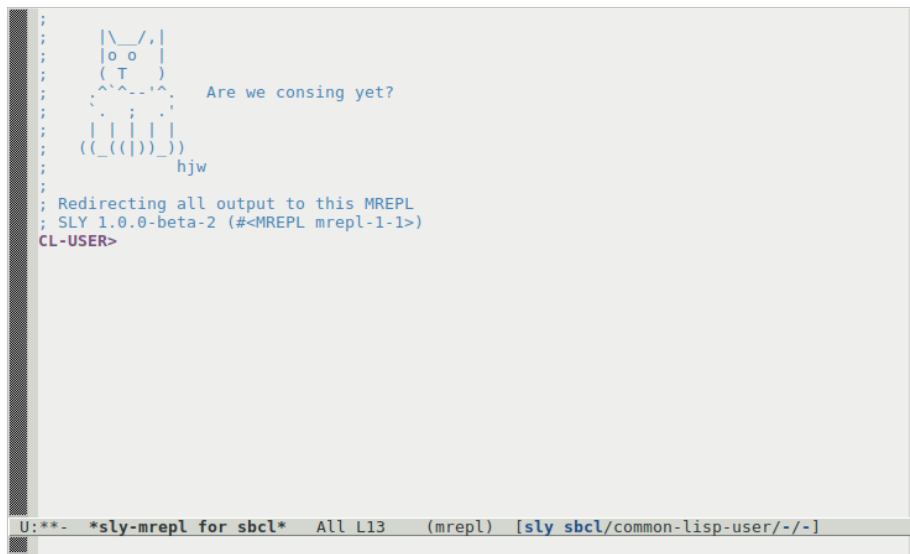 ;
;     |\__/,|
;     |o o  |
;     ( T   )
;    .^`^--'^.   Are we consing yet?
;    `.  ;  .'
;    | | | | |
;   ((_((|))_))
;             hjw
;
; Redirecting all output to this MREPL
; SLY 1.0.0-beta-2 (#<MREPL mrepl-1-1>)
CL-USER>
U:**-  *sly-mrepl for sbcl*   All L13    (mrepl)  [sly sbcl/common-lisp-user/-/-]